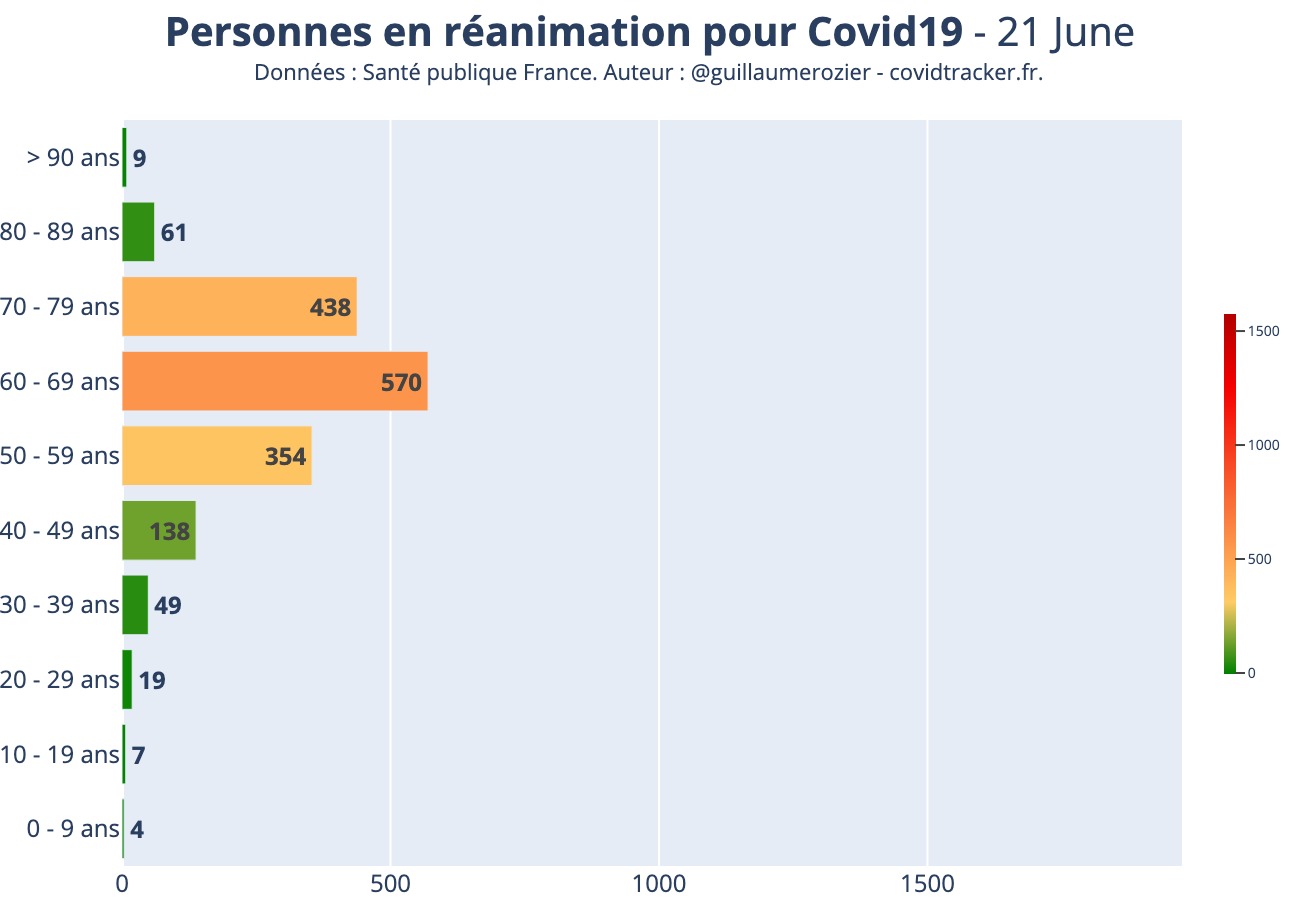 Personnes en réanimation pour Covid19 - 21 June
Données : Santé publique France. Auteur : @guillaumerozier - covidtracker.fr.
> 90 ans 9
80 - 89 ans 61
70 - 79 ans 438
60 - 69 ans 570
50 - 59 ans 354
40 - 49 ans 138
30 - 39 ans 49
20 - 29 ans 19
10 - 19 ans 7
0 - 9 ans 4
0 500 1000 1500
1500
1000
500
0